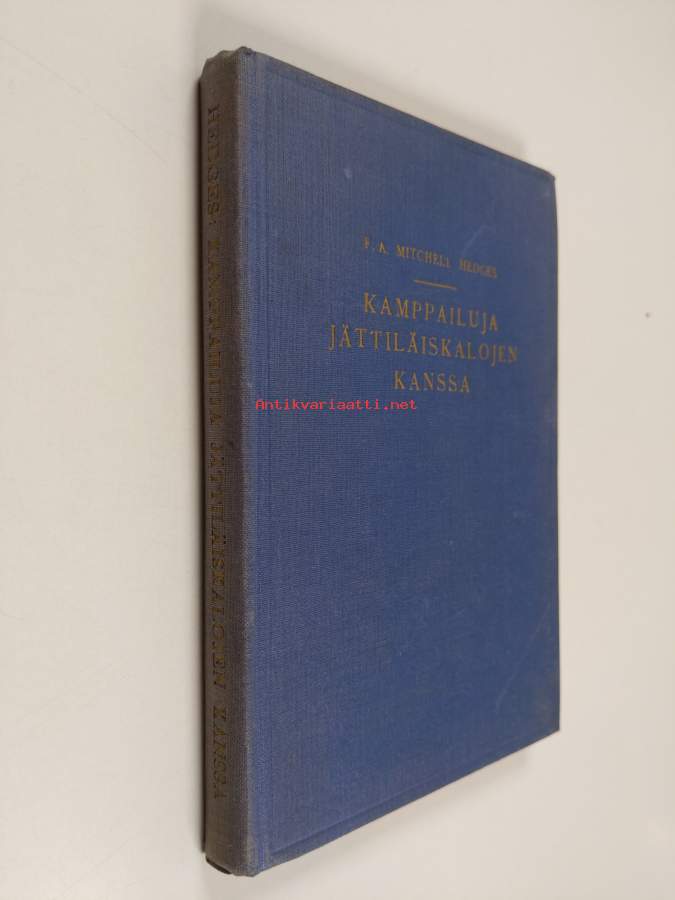 F. A. MITCHELL HEDGES
KAMPPAILUJA
JÄTTILÄISKALOJEN
KANSSA
Antikvariaatti.net
HEDGES: KAMPPAILUJA JÄTTILÄISKALOJEN KANSSA